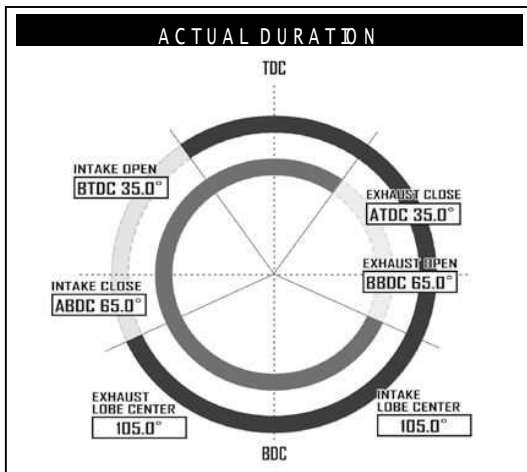 ACTUAL DURATION
TDC
INTAKE OPEN
BTDC 35.0°
EXHAUST CLOSE
ATDC 35.0°
EXHAUST OPEN
BBDC 65.0°
INTAKE CLOSE
ABDC 65.0°
EXHAUST
LOBE CENTER
105.0°
INTAKE
LOBE CENTER
105.0°
BDC